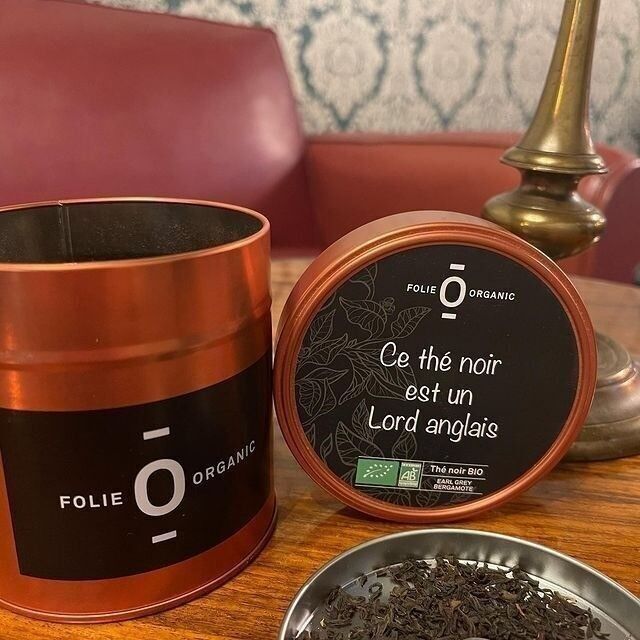 FOLIE Ō ORGANIC
Ce thé noir
est un
Lord anglais
AB
Thé noir BIO
EARL GREY
BERGAMOTE
FOLIE Ō ORGANIC